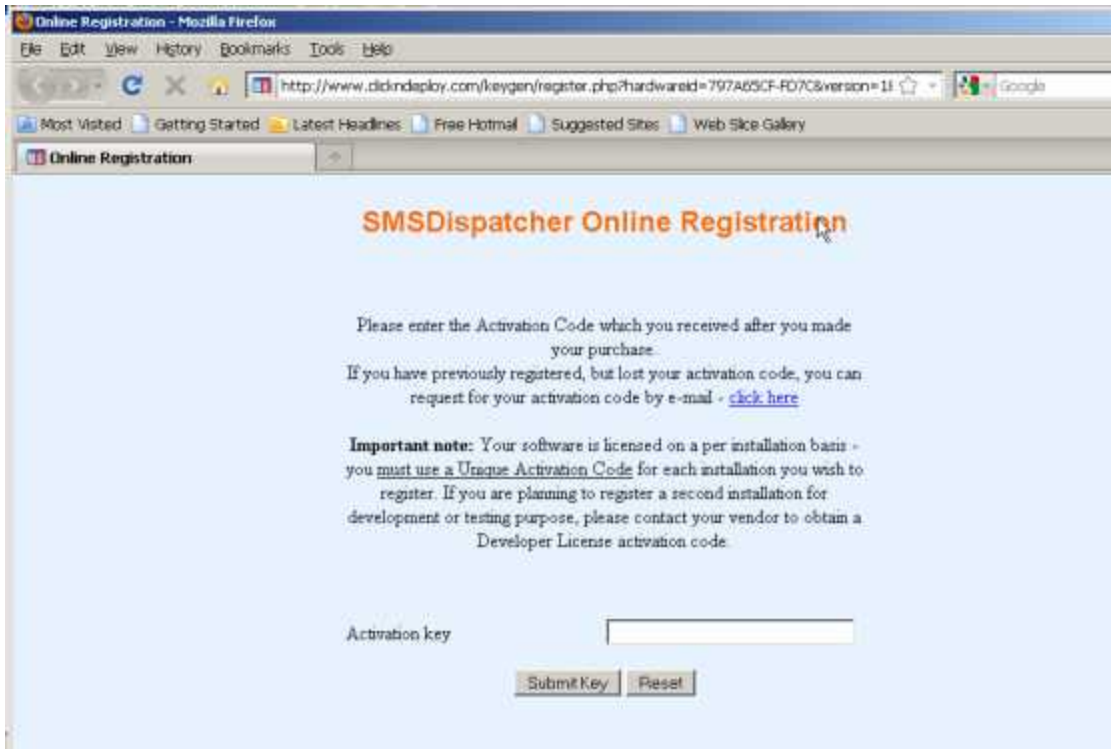 Online Registration - Mozilla Firefox
File Edit View History Bookmarks Tools Help
http://www.clickndeploy.com/keygen/register.php?hardwareid=797A65CF-FD7C&version=1
Google
Most Visited Getting Started Latest Headlines Free Hotmail Suggested Sites Web Slice Gallery
Online Registration
SMSDispatcher Online Registration
Please enter the Activation Code which you received after you made
your purchase.
If you have previously registered, but lost your activation code, you can
request for your activation code by e-mail - click here
Important note: Your software is licensed on a per installation basis -
you must use a Unique Activation Code for each installation you wish to
register. If you are planning to register a second installation for
development or testing purpose, please contact your vendor to obtain a
Developer License activation code.
Activation key
Submit Key Reset